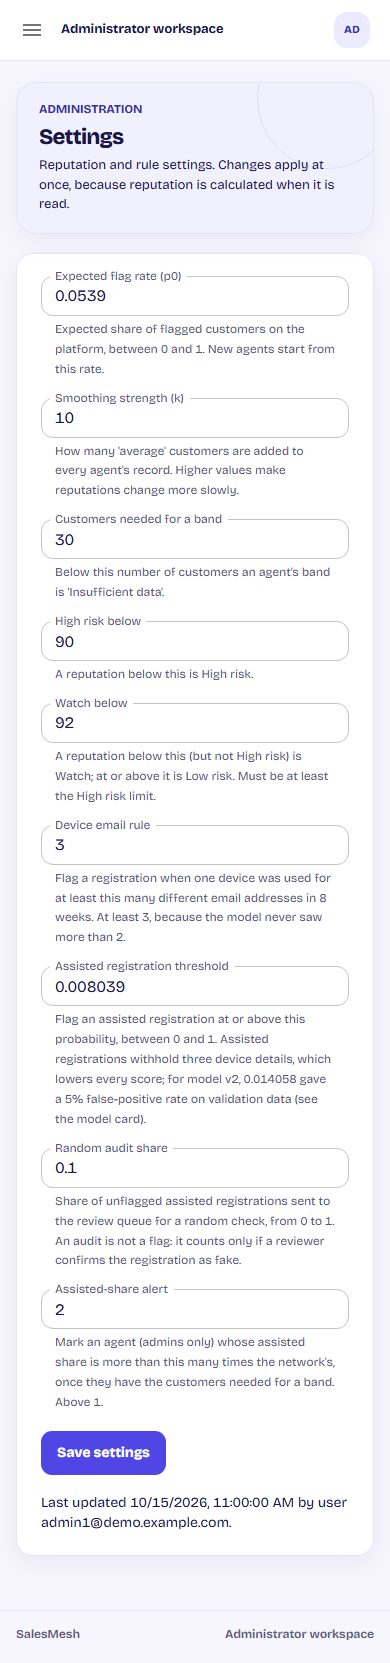 Administrator workspace
AD
ADMINISTRATION
Settings
Reputation and rule settings. Changes apply at
once, because reputation is calculated when it is
read.
Expected flag rate (p0)
0.0539
Expected share of flagged customers on the
platform, between 0 and 1. New agents start from
this rate.
Smoothing strength (k)
10
How many 'average' customers are added to
every agent's record. Higher values make
reputations change more slowly.
Customers needed for a band
30
Below this number of customers an agent's band
is 'Insufficient data'.
High risk below
90
A reputation below this is High risk.
Watch below
92
A reputation below this (but not High risk) is
Watch; at or above it is Low risk. Must be at least
the High risk limit.
Device email rule
3
Flag a registration when one device was used for
at least this many different email addresses in 8
weeks. At least 3, because the model never saw
more than 2.
Assisted registration threshold
0.008039
Flag an assisted registration at or above this
probability, between 0 and 1. Assisted
registrations withhold three device details, which
lowers every score; for model v2, 0.014058 gave
a 5% false-positive rate on validation data (see
the model card).
Random audit share
0.1
Share of unflagged assisted registrations sent to
the review queue for a random check, from 0 to 1.
An audit is not a flag: it counts only if a reviewer
confirms the registration as fake.
Assisted-share alert
2
Mark an agent (admins only) whose assisted
share is more than this many times the network's,
once they have the customers needed for a band.
Above 1.
Save settings
Last updated 10/15/2026, 11:00:00 AM by user
admin1@demo.example.com.
SalesMesh
Administrator workspace